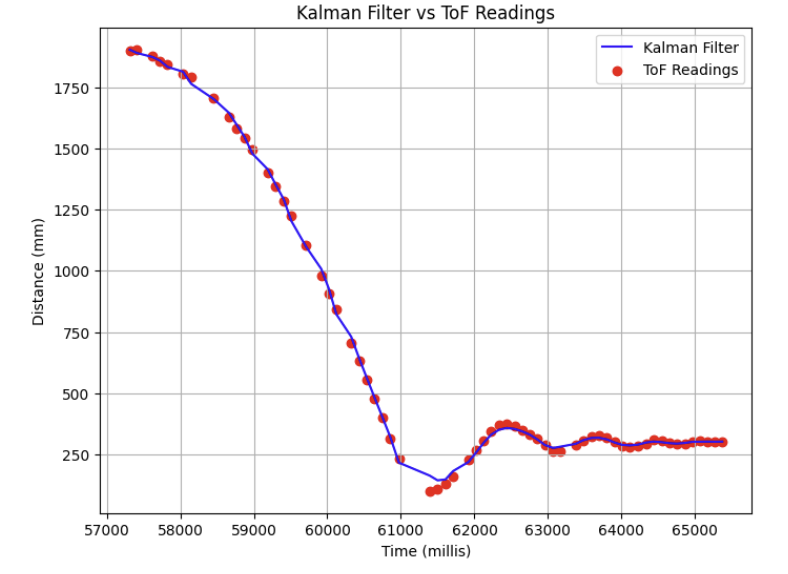 Kalman Filter vs ToF Readings
Kalman Filter
ToF Readings
Distance (mm)
1750
1500
1250
1000
750
500
250
57000 58000 59000 60000 61000 62000 63000 64000 65000
Time (millis)